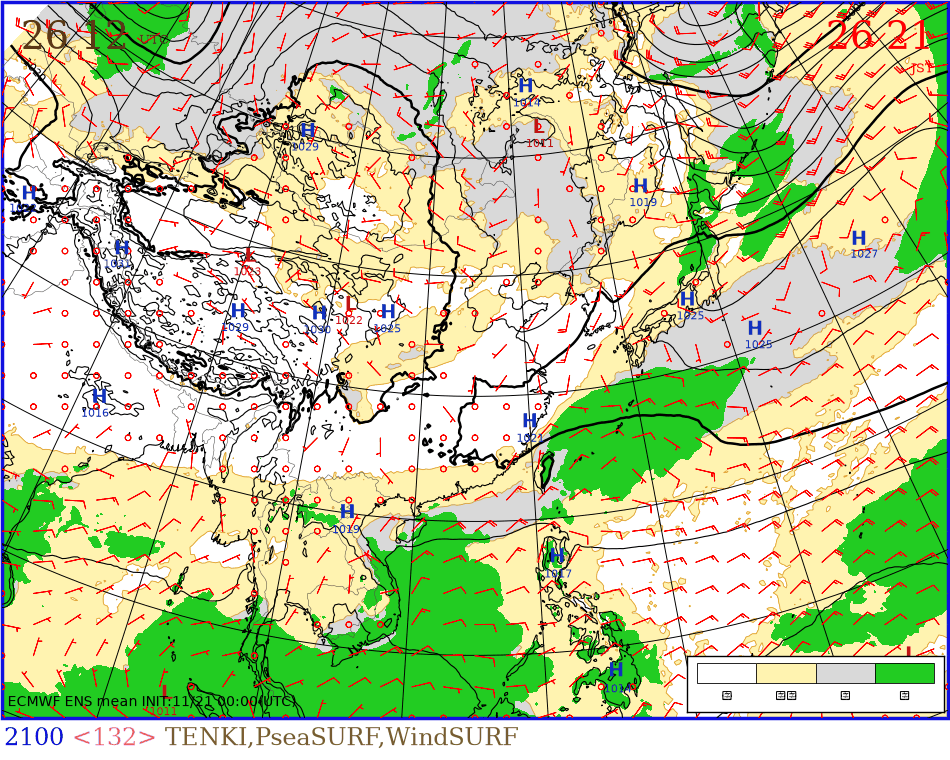 26 12 UTC 26 21
JST
H 1014
L 1011
H 1029
H 1019
H
H
H 1027
L 1023
H 1029
H 1030
L 1022
H 1025
H 1025
H 1025
H 1016
H 1021
H 1019
H 1017
H
L
L 1011
ECMWF ENS mean INIT:11/21 00:00(UTC)
2100 <132> TENKI,PseaSURF,WindSURF